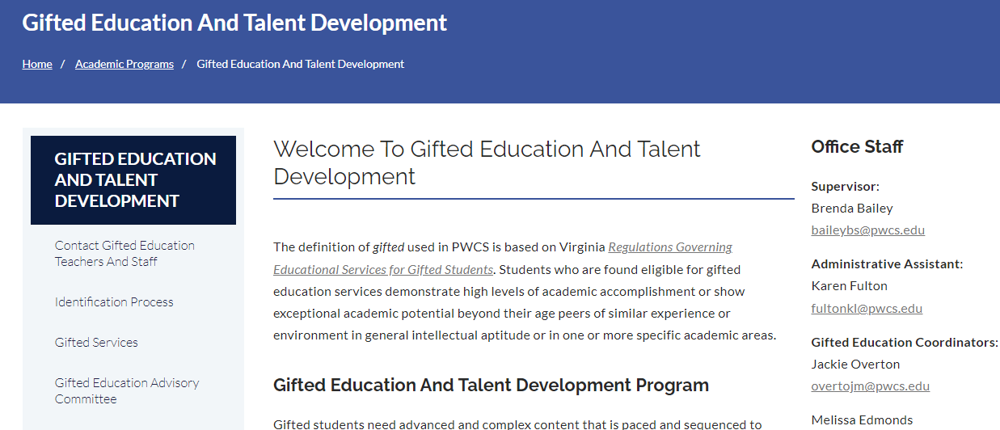 Gifted Education And Talent Development
Home / Academic Programs / Gifted Education And Talent Development
GIFTED EDUCATION
AND TALENT
DEVELOPMENT
Contact Gifted Education
Teachers And Staff
Identification Process
Gifted Services
Gifted Education Advisory
Committee
Welcome To Gifted Education And Talent
Development
The definition of gifted used in PWCS is based on Virginia Regulations Governing
Educational Services for Gifted Students. Students who are found eligible for gifted
education services demonstrate high levels of academic accomplishment or show
exceptional academic potential beyond their age peers of similar experience or
environment in general intellectual aptitude or in one or more specific academic areas.
Gifted Education And Talent Development Program
Gifted students need advanced and complex content that is paced and sequenced to
Office Staff
Supervisor:
Brenda Bailey
baileybs@pwcs.edu
Administrative Assistant:
Karen Fulton
fultonkl@pwcs.edu
Gifted Education Coordinators:
Jackie Overton
overtojm@pwcs.edu
Melissa Edmonds